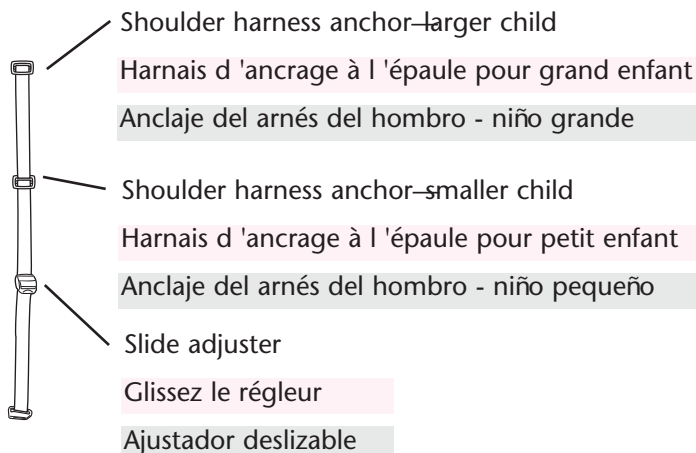 Shoulder harness anchor—larger child
Harnais d 'ancrage à l 'épaule pour grand enfant
Anclaje del arnés del hombro - niño grande
Shoulder harness anchor—smaller child
Harnais d 'ancrage à l 'épaule pour petit enfant
Anclaje del arnés del hombro - niño pequeño
Slide adjuster
Glissez le régleur
Ajustador deslizable